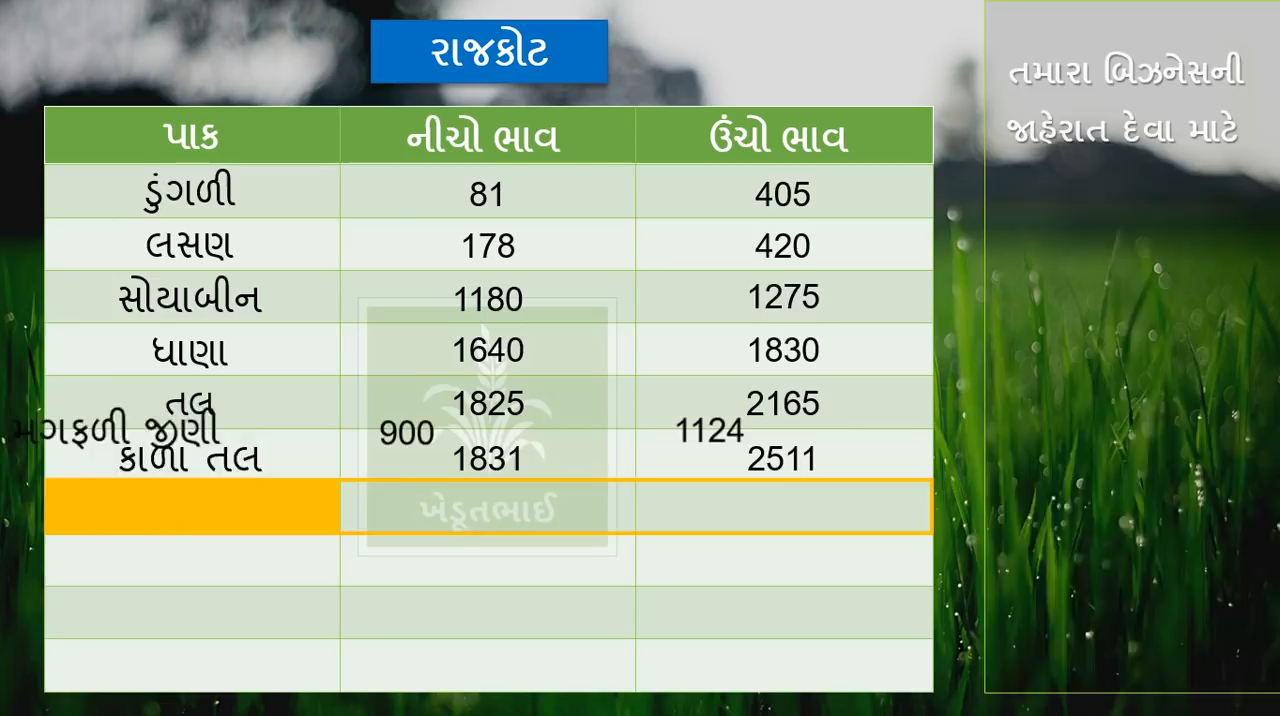 રાજકોટ
પાક નીચો ભાવ ઉંચો ભાવ
ડુંગળી 81 405
લસણ 178 420
સોયાબીન 1180 1275
ધાણા 1640 1830
તલ 1825 2165
મગફળી જીણી 900 1124
કાળા તલ 1831 2511
ખેડૂતભાઈ
તમારા બિઝનેસની
જાહેરાત દેવા માટે